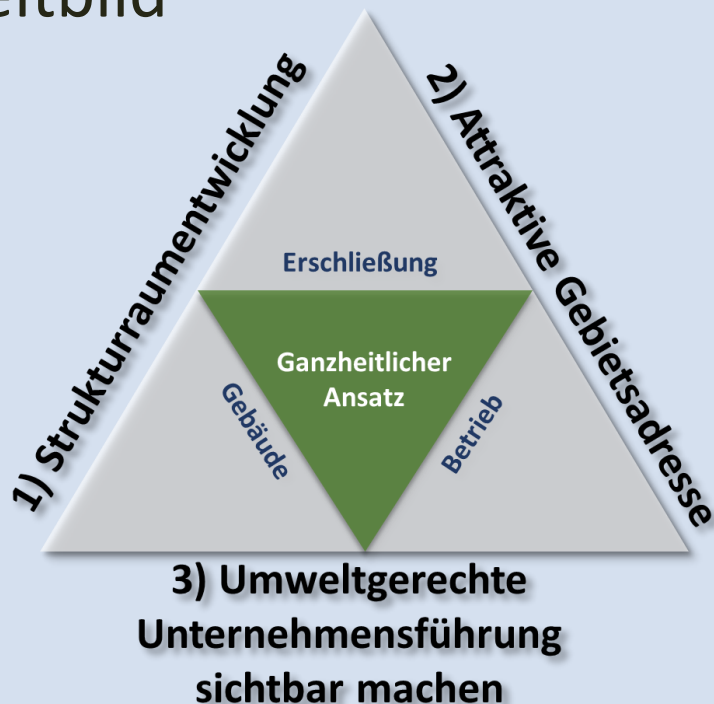 eitbild
1) Strukturraumentwicklung
2) Attraktive Gebietsadresse
Erschließung
Ganzheitlicher
Ansatz
Gebäude
Betrieb
3) Umweltgerechte
Unternehmensführung
sichtbar machen